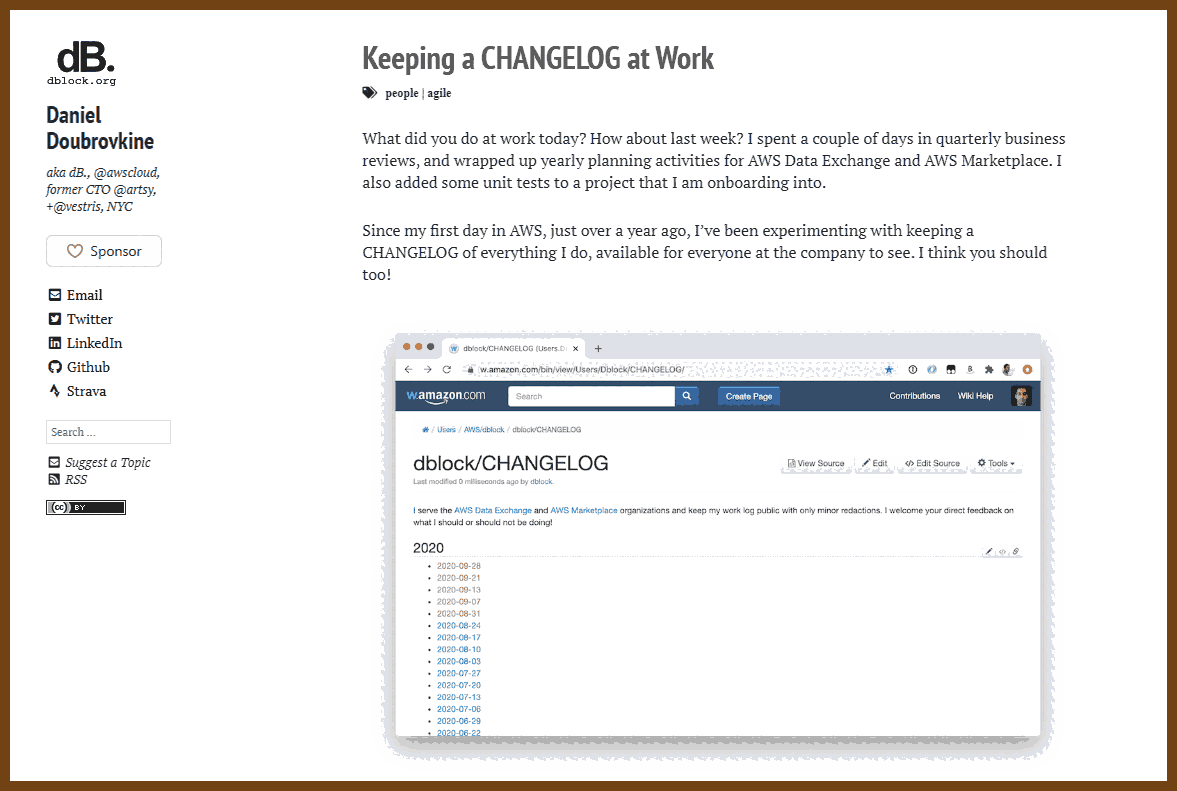 dB.
dblock.org
Daniel
Doubrovkine
aka dB., @awscloud,
former CTO @artsy,
+@vestris, NYC
Sponsor
Email
Twitter
LinkedIn
Github
Strava
Search ...
Suggest a Topic
RSS
cc BY
Keeping a CHANGELOG at Work
people | agile
What did you do at work today? How about last week? I spent a couple of days in quarterly business
reviews, and wrapped up yearly planning activities for AWS Data Exchange and AWS Marketplace. I
also added some unit tests to a project that I am onboarding into.
Since my first day in AWS, just over a year ago, I've been experimenting with keeping a
CHANGELOG of everything I do, available for everyone at the company to see. I think you should
too!
dblock/CHANGELOG (Users.D
w.amazon.com/bin/view/Users/Dblock/CHANGELOG/
w.amazon.com
Search
Create Page
Contributions
Wiki Help
/ Users / AWS/dblock / dblock/CHANGELOG
dblock/CHANGELOG
View Source
Edit
</> Edit Source
Tools
Last modified 0 milliseconds ago by dblock.
I serve the AWS Data Exchange and AWS Marketplace organizations and keep my work log public with only minor redactions. I welcome your direct feedback on
what I should or should not be doing!
2020
2020-09-28
2020-09-21
2020-09-13
2020-09-07
2020-08-31
2020-08-24
2020-08-17
2020-08-10
2020-08-03
2020-07-27
2020-07-20
2020-07-13
2020-07-06
2020-06-29
2020-06-22